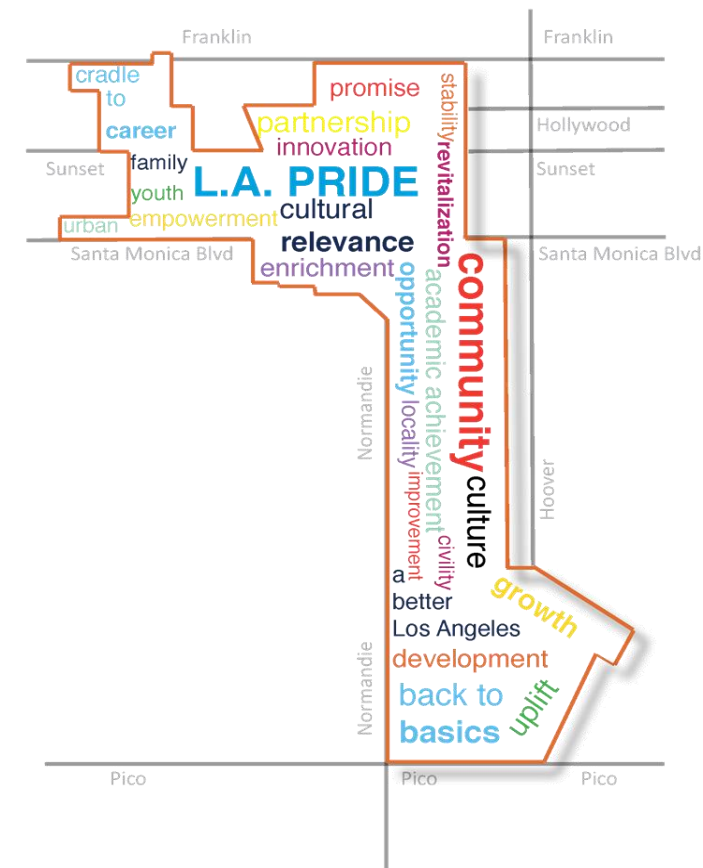 Franklin
Franklin
cradle
to
career
promise
stability
partnership
innovation
Hollywood
Sunset
family
Sunset
youth
L.A. PRIDE
revitalization
urban
empowerment
cultural
relevance
Santa Monica Blvd
Santa Monica Blvd
enrichment
opportunity
academic achievement
community
Normandie
locality
improvement
civility
culture
Hoover
a
better
Los Angeles
growth
development
Normandie
back to
basics
uplift
Pico
Pico
Pico